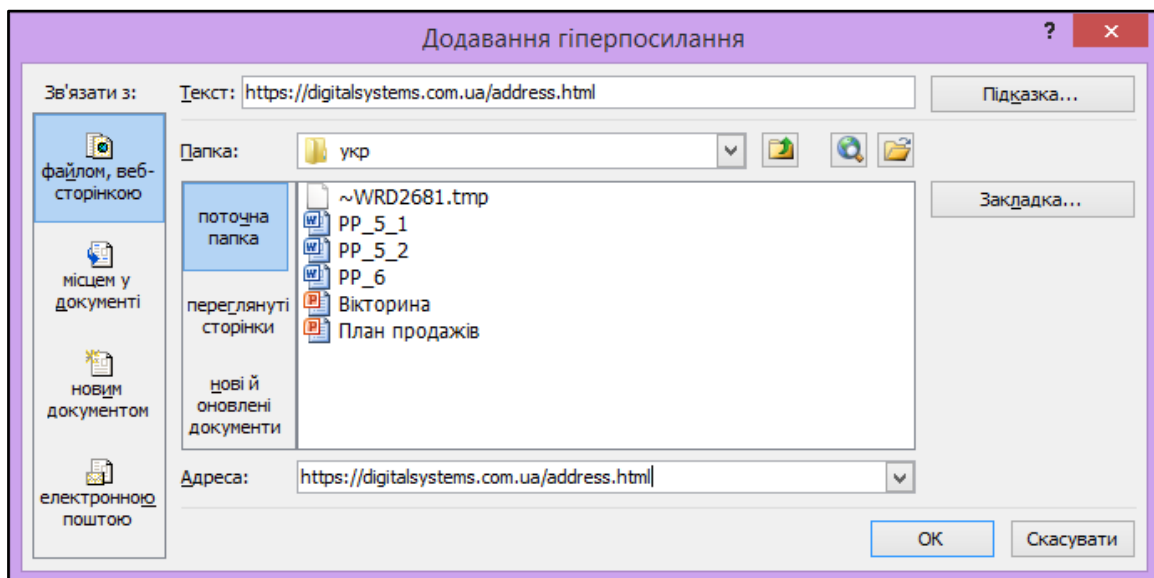 Додавання гіперпосилання
?
Зв'язати з:
Текст: https://digitalsystems.com.ua/address.html
Підказка...
файлом, веб-
сторінкою
місцем у
документі
новим
документом
електронною
поштою
Папка: укр
поточна
папка
переглянуті
сторінки
нові й
оновлені
документи
~WRD2681.tmp
PP_5_1
PP_5_2
PP_6
Вікторина
План продажів
Закладка...
Адреса: https://digitalsystems.com.ua/address.html
ОК
Скасувати